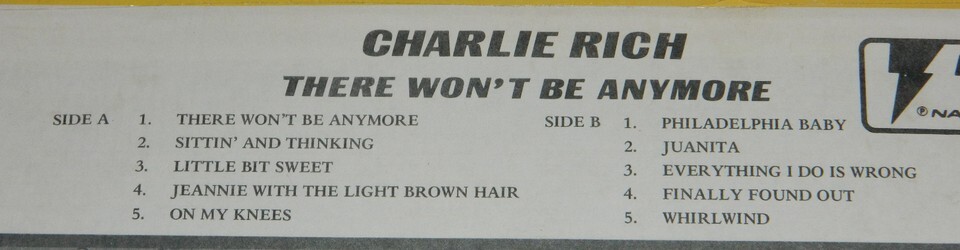 CHARLIE RICH
THERE WON'T BE ANYMORE
SIDE A
1. THERE WON'T BE ANYMORE
2. SITTIN' AND THINKING
3. LITTLE BIT SWEET
4. JEANNIE WITH THE LIGHT BROWN HAIR
5. ON MY KNEES
SIDE B
1. PHILADELPHIA BABY
2. JUANITA
3. EVERYTHING I DO IS WRONG
4. FINALLY FOUND OUT
5. WHIRLWIND